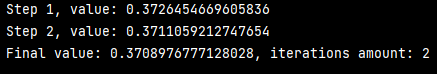 Step 1, value: 0.3726454669605836
Step 2, value: 0.3711059212747654
Final value: 0.3708976777128028, iterations amount: 2